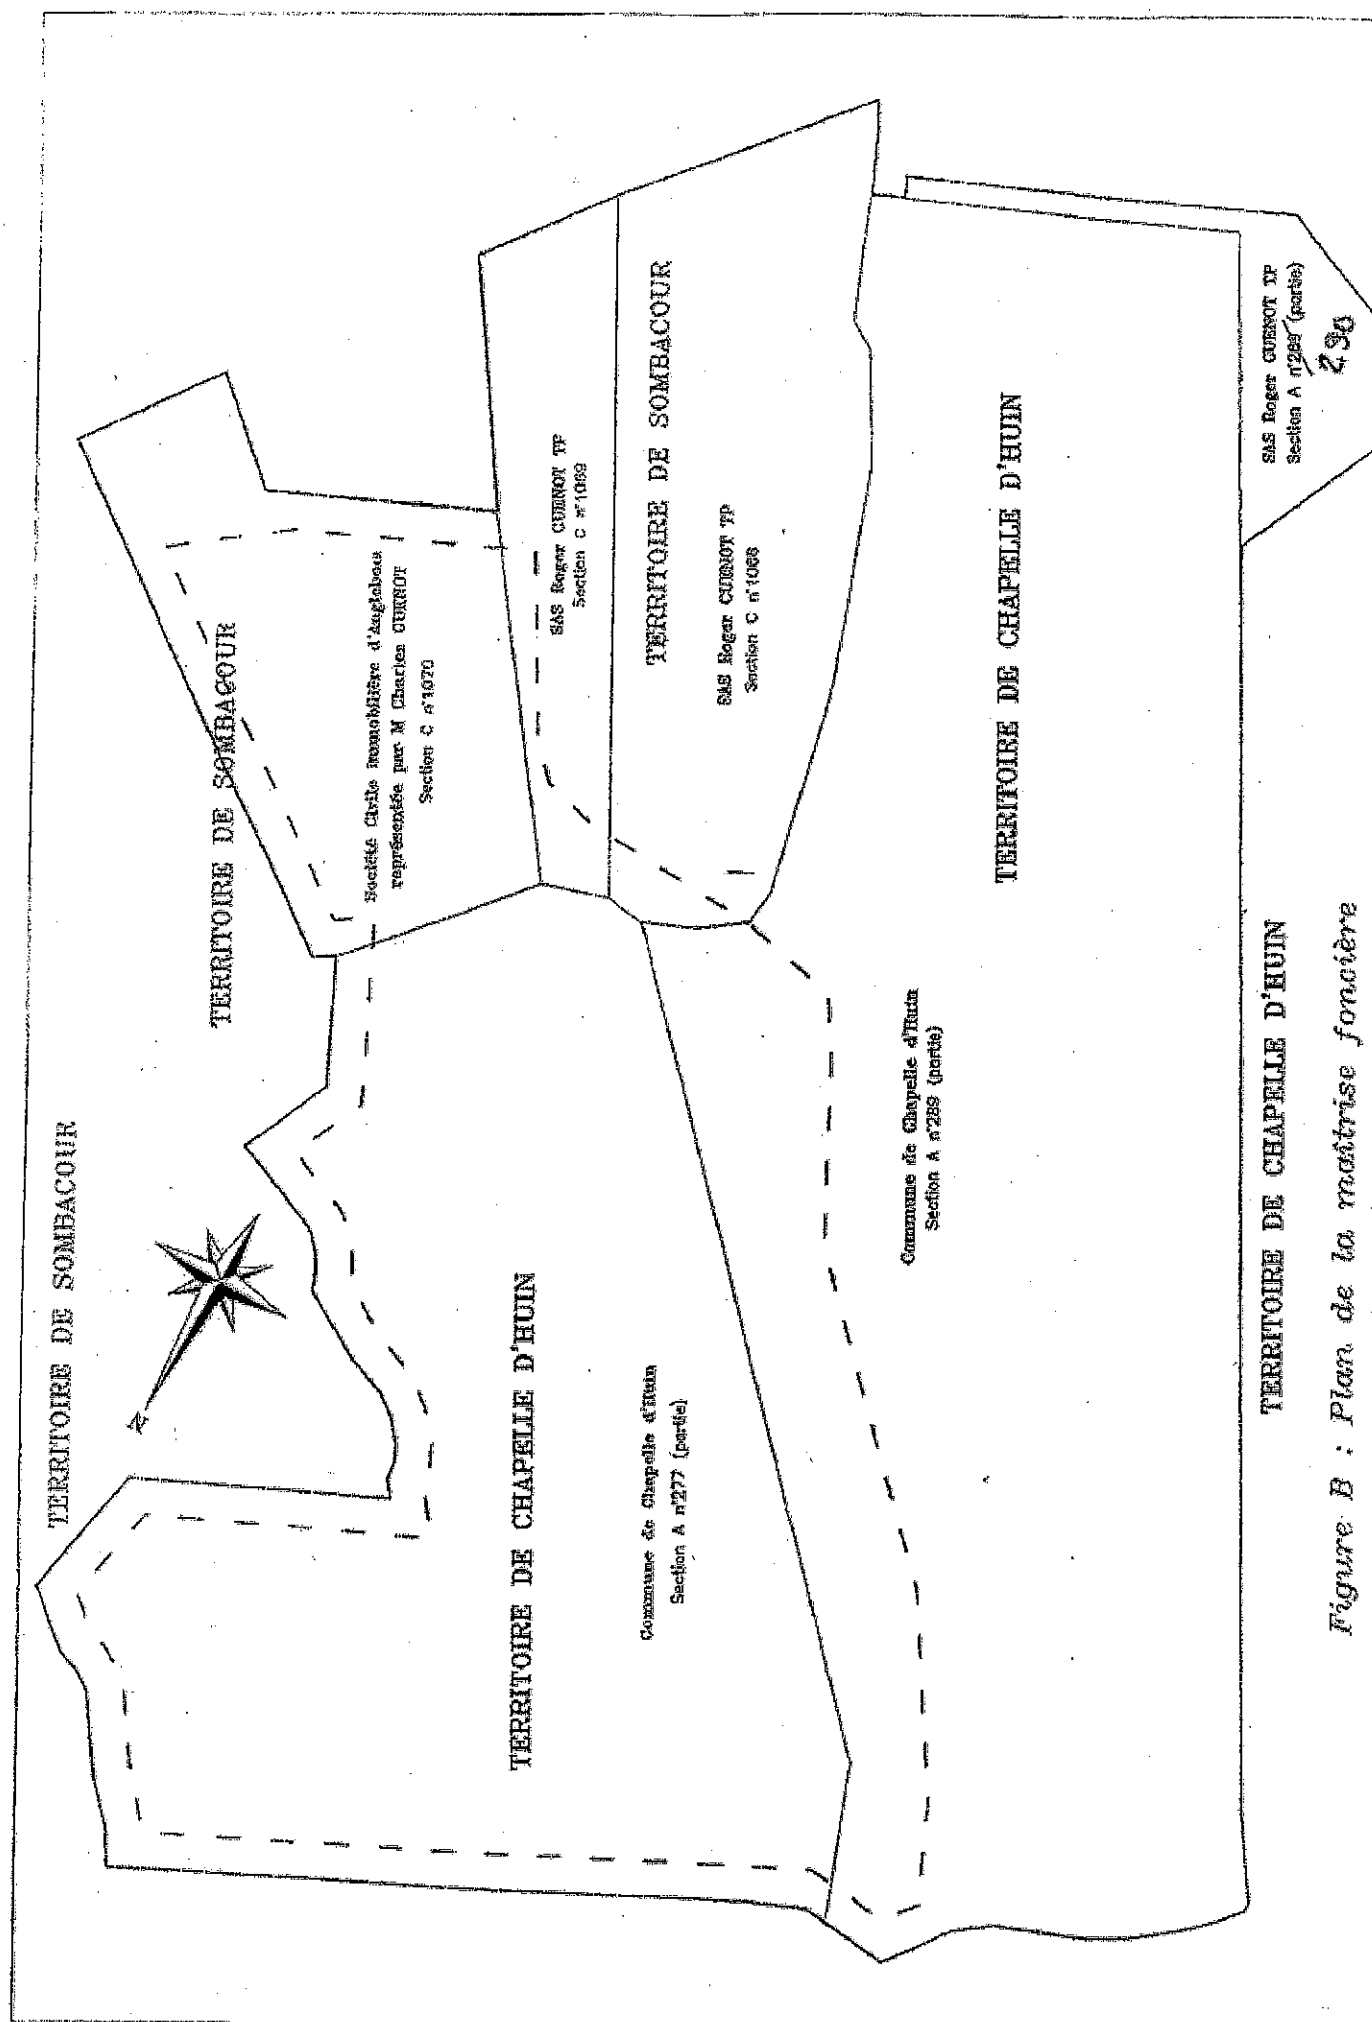 TERRITOIRE DE SOMBACOUR
N
TERRITOIRE DE SOMBACOUR
Société Civile Immobilière d'Anglebeau
représentée par M Charles CUENOT
Section C n°1070
SAS Roger CUENOT TP
Section C n°1069
TERRITOIRE DE SOMBACOUR
SAS Roger CUENOT TP
Section C n°1068
TERRITOIRE DE CHAPELLE D'HUIN
Commune de Chapelle d'Huin
Section A n°277 (partie)
Commune de Chapelle d'Huin
Section A n°289 (partie)
TERRITOIRE DE CHAPELLE D'HUIN
TERRITOIRE DE CHAPELLE D'HUIN
SAS Roger CUENOT TP
Section A n°289 (partie)
290
Figure B : Plan de la maîtrise foncière